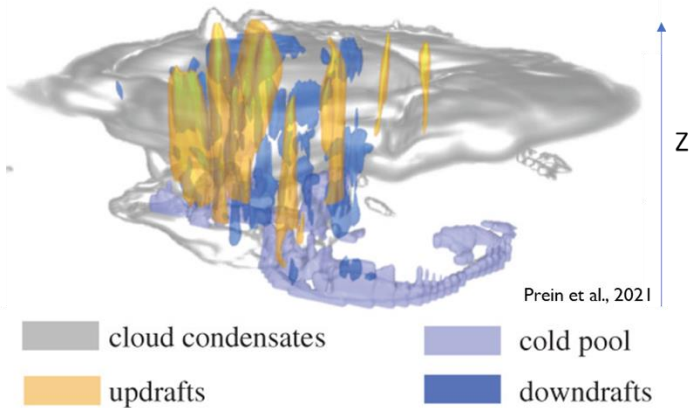 Z
Prein et al., 2021
cloud condensates
cold pool
updrafts
downdrafts